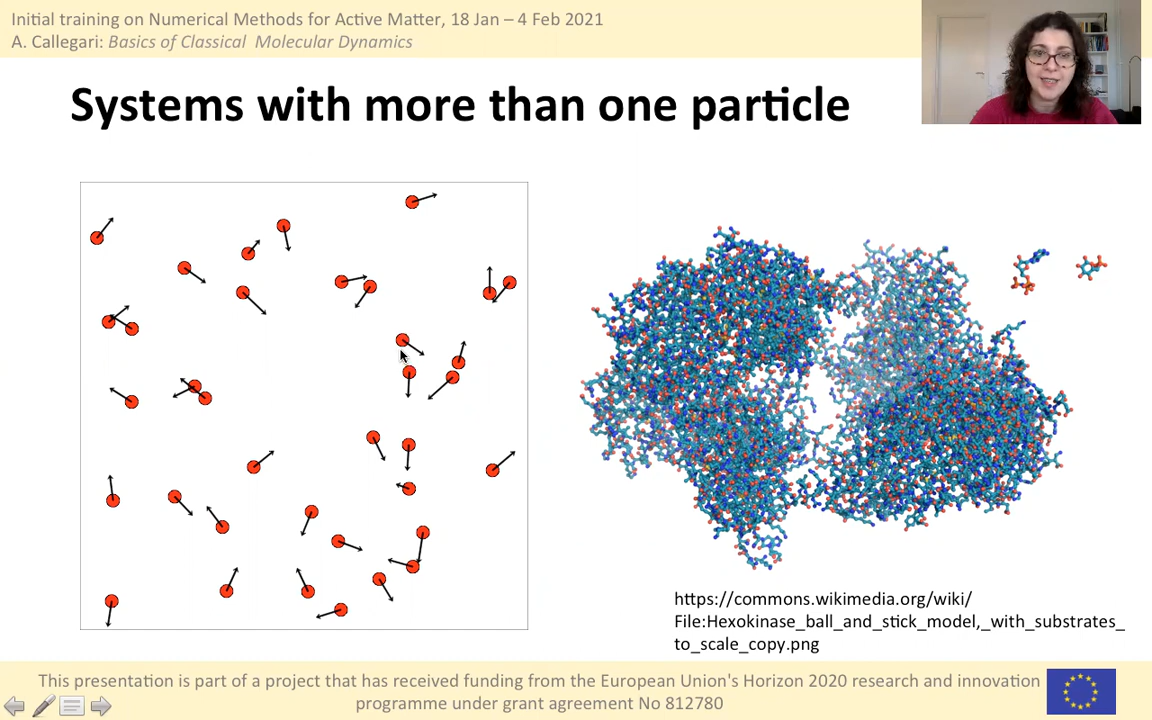 Initial training on Numerical Methods for Active Matter, 18 Jan – 4 Feb 2021
A. Callegari: Basics of Classical  Molecular Dynamics
Systems with more than one particle
https://commons.wikimedia.org/wiki/
File:Hexokinase_ball_and_stick_model,_with_substrates_
to_scale_copy.png
This presentation is part of a project that has received funding from the European Union's Horizon 2020 research and innovation
programme under grant agreement No 812780